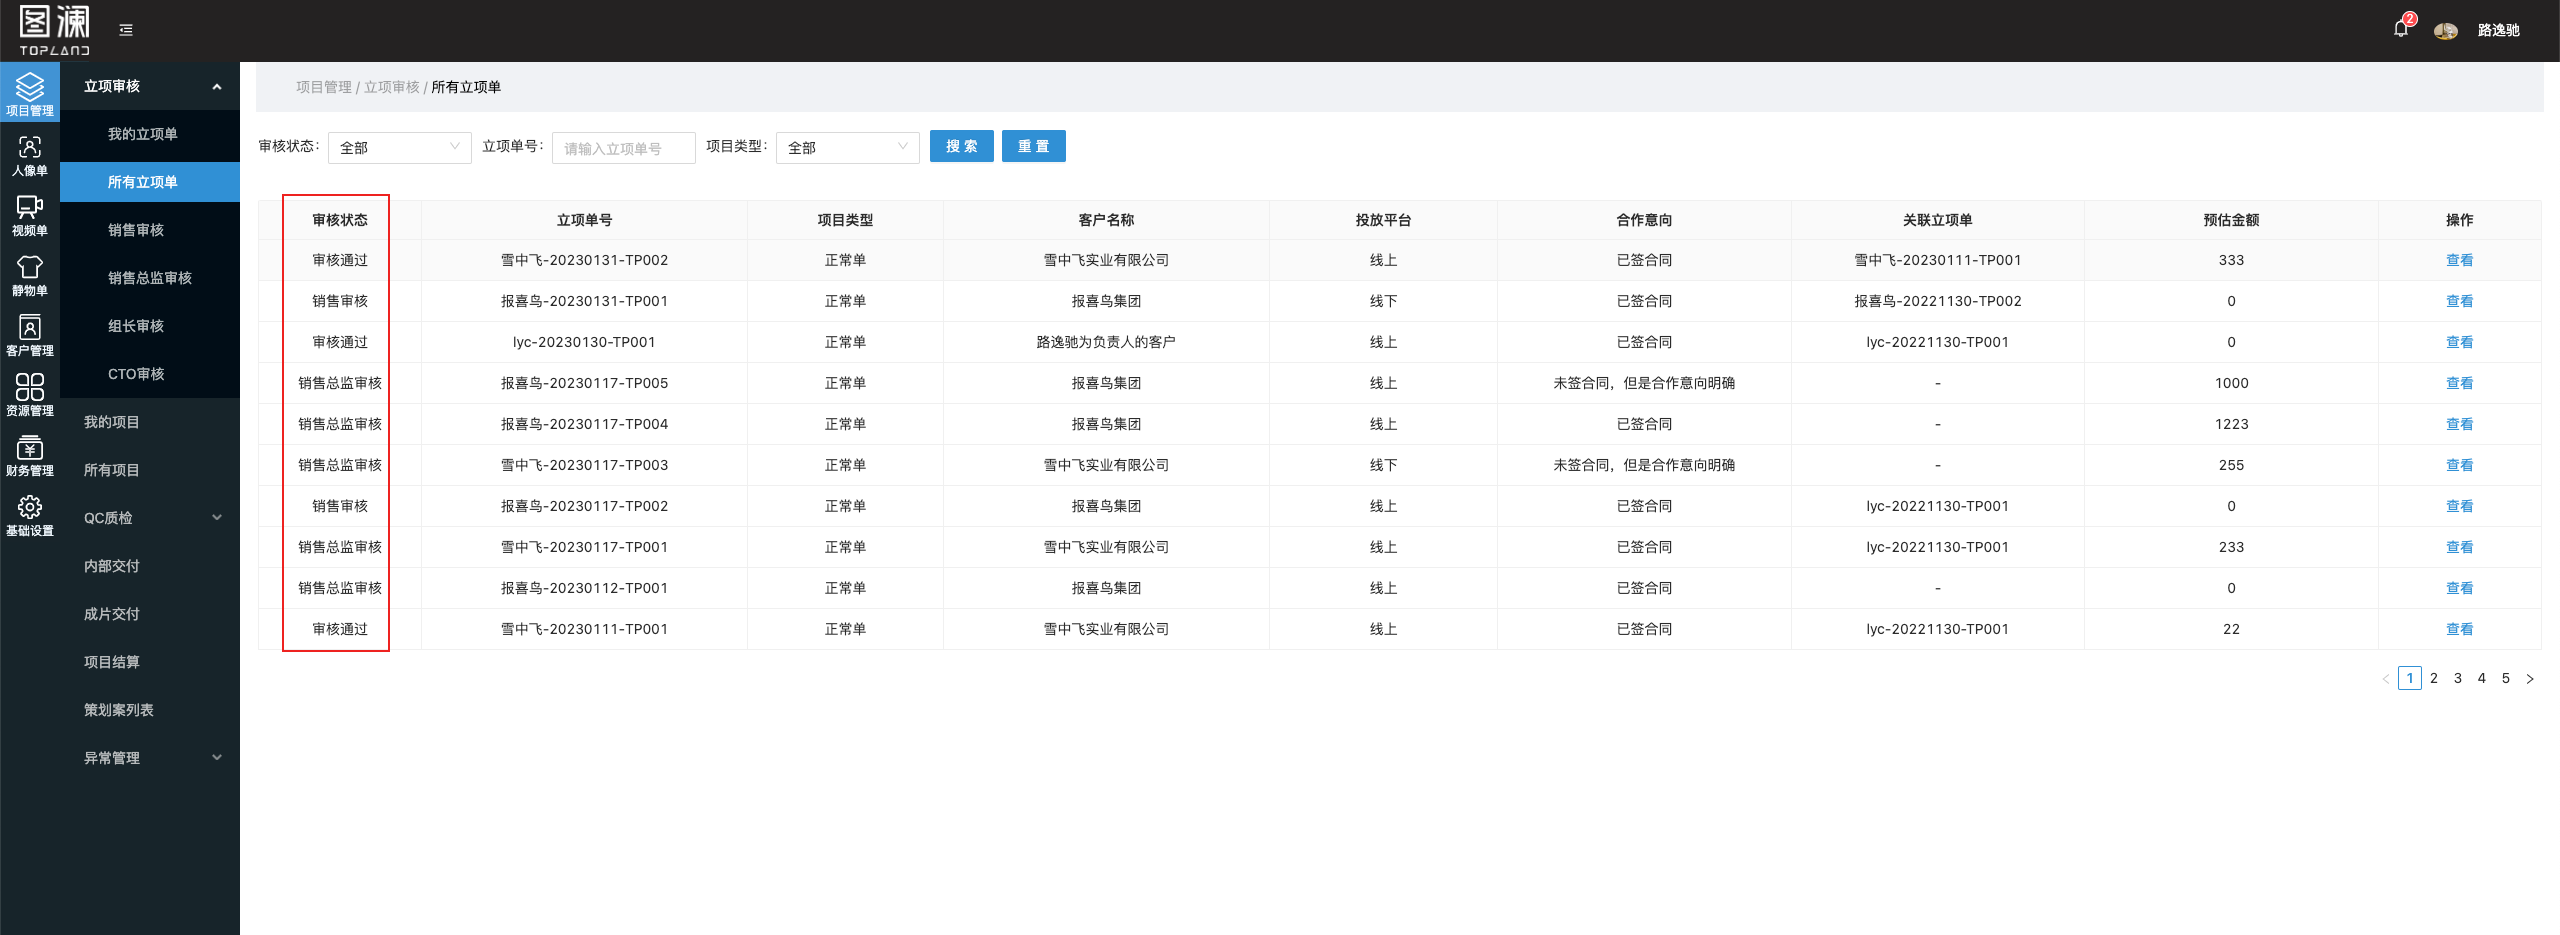 图澜
TOPLAND
2
路逸驰
项目管理
人像单
视频单
静物单
客户管理
资源管理
财务管理
基础设置
立项审核
我的立项单
所有立项单
销售审核
销售总监审核
组长审核
CTO审核
我的项目
所有项目
QC质检
内部交付
成片交付
项目结算
策划案列表
异常管理
项目管理 / 立项审核 / 所有立项单
审核状态: 全部 立项单号: 请输入立项单号 项目类型: 全部 搜 索 重 置
审核状态 立项单号 项目类型 客户名称 投放平台 合作意向 关联立项单 预估金额 操作
审核通过 雪中飞-20230131-TP002 正常单 雪中飞实业有限公司 线上 已签合同 雪中飞-20230111-TP001 333 查看
销售审核 报喜鸟-20230131-TP001 正常单 报喜鸟集团 线下 已签合同 报喜鸟-20221130-TP002 0 查看
审核通过 lyc-20230130-TP001 正常单 路逸驰为负责人的客户 线上 已签合同 lyc-20221130-TP001 0 查看
销售总监审核 报喜鸟-20230117-TP005 正常单 报喜鸟集团 线上 未签合同，但是合作意向明确 - 1000 查看
销售总监审核 报喜鸟-20230117-TP004 正常单 报喜鸟集团 线上 已签合同 - 1223 查看
销售总监审核 雪中飞-20230117-TP003 正常单 雪中飞实业有限公司 线下 未签合同，但是合作意向明确 - 255 查看
销售审核 报喜鸟-20230117-TP002 正常单 报喜鸟集团 线上 已签合同 lyc-20221130-TP001 0 查看
销售总监审核 雪中飞-20230117-TP001 正常单 雪中飞实业有限公司 线上 已签合同 lyc-20221130-TP001 233 查看
销售总监审核 报喜鸟-20230112-TP001 正常单 报喜鸟集团 线上 已签合同 - 0 查看
审核通过 雪中飞-20230111-TP001 正常单 雪中飞实业有限公司 线上 已签合同 lyc-20221130-TP001 22 查看
< 1 2 3 4 5 >